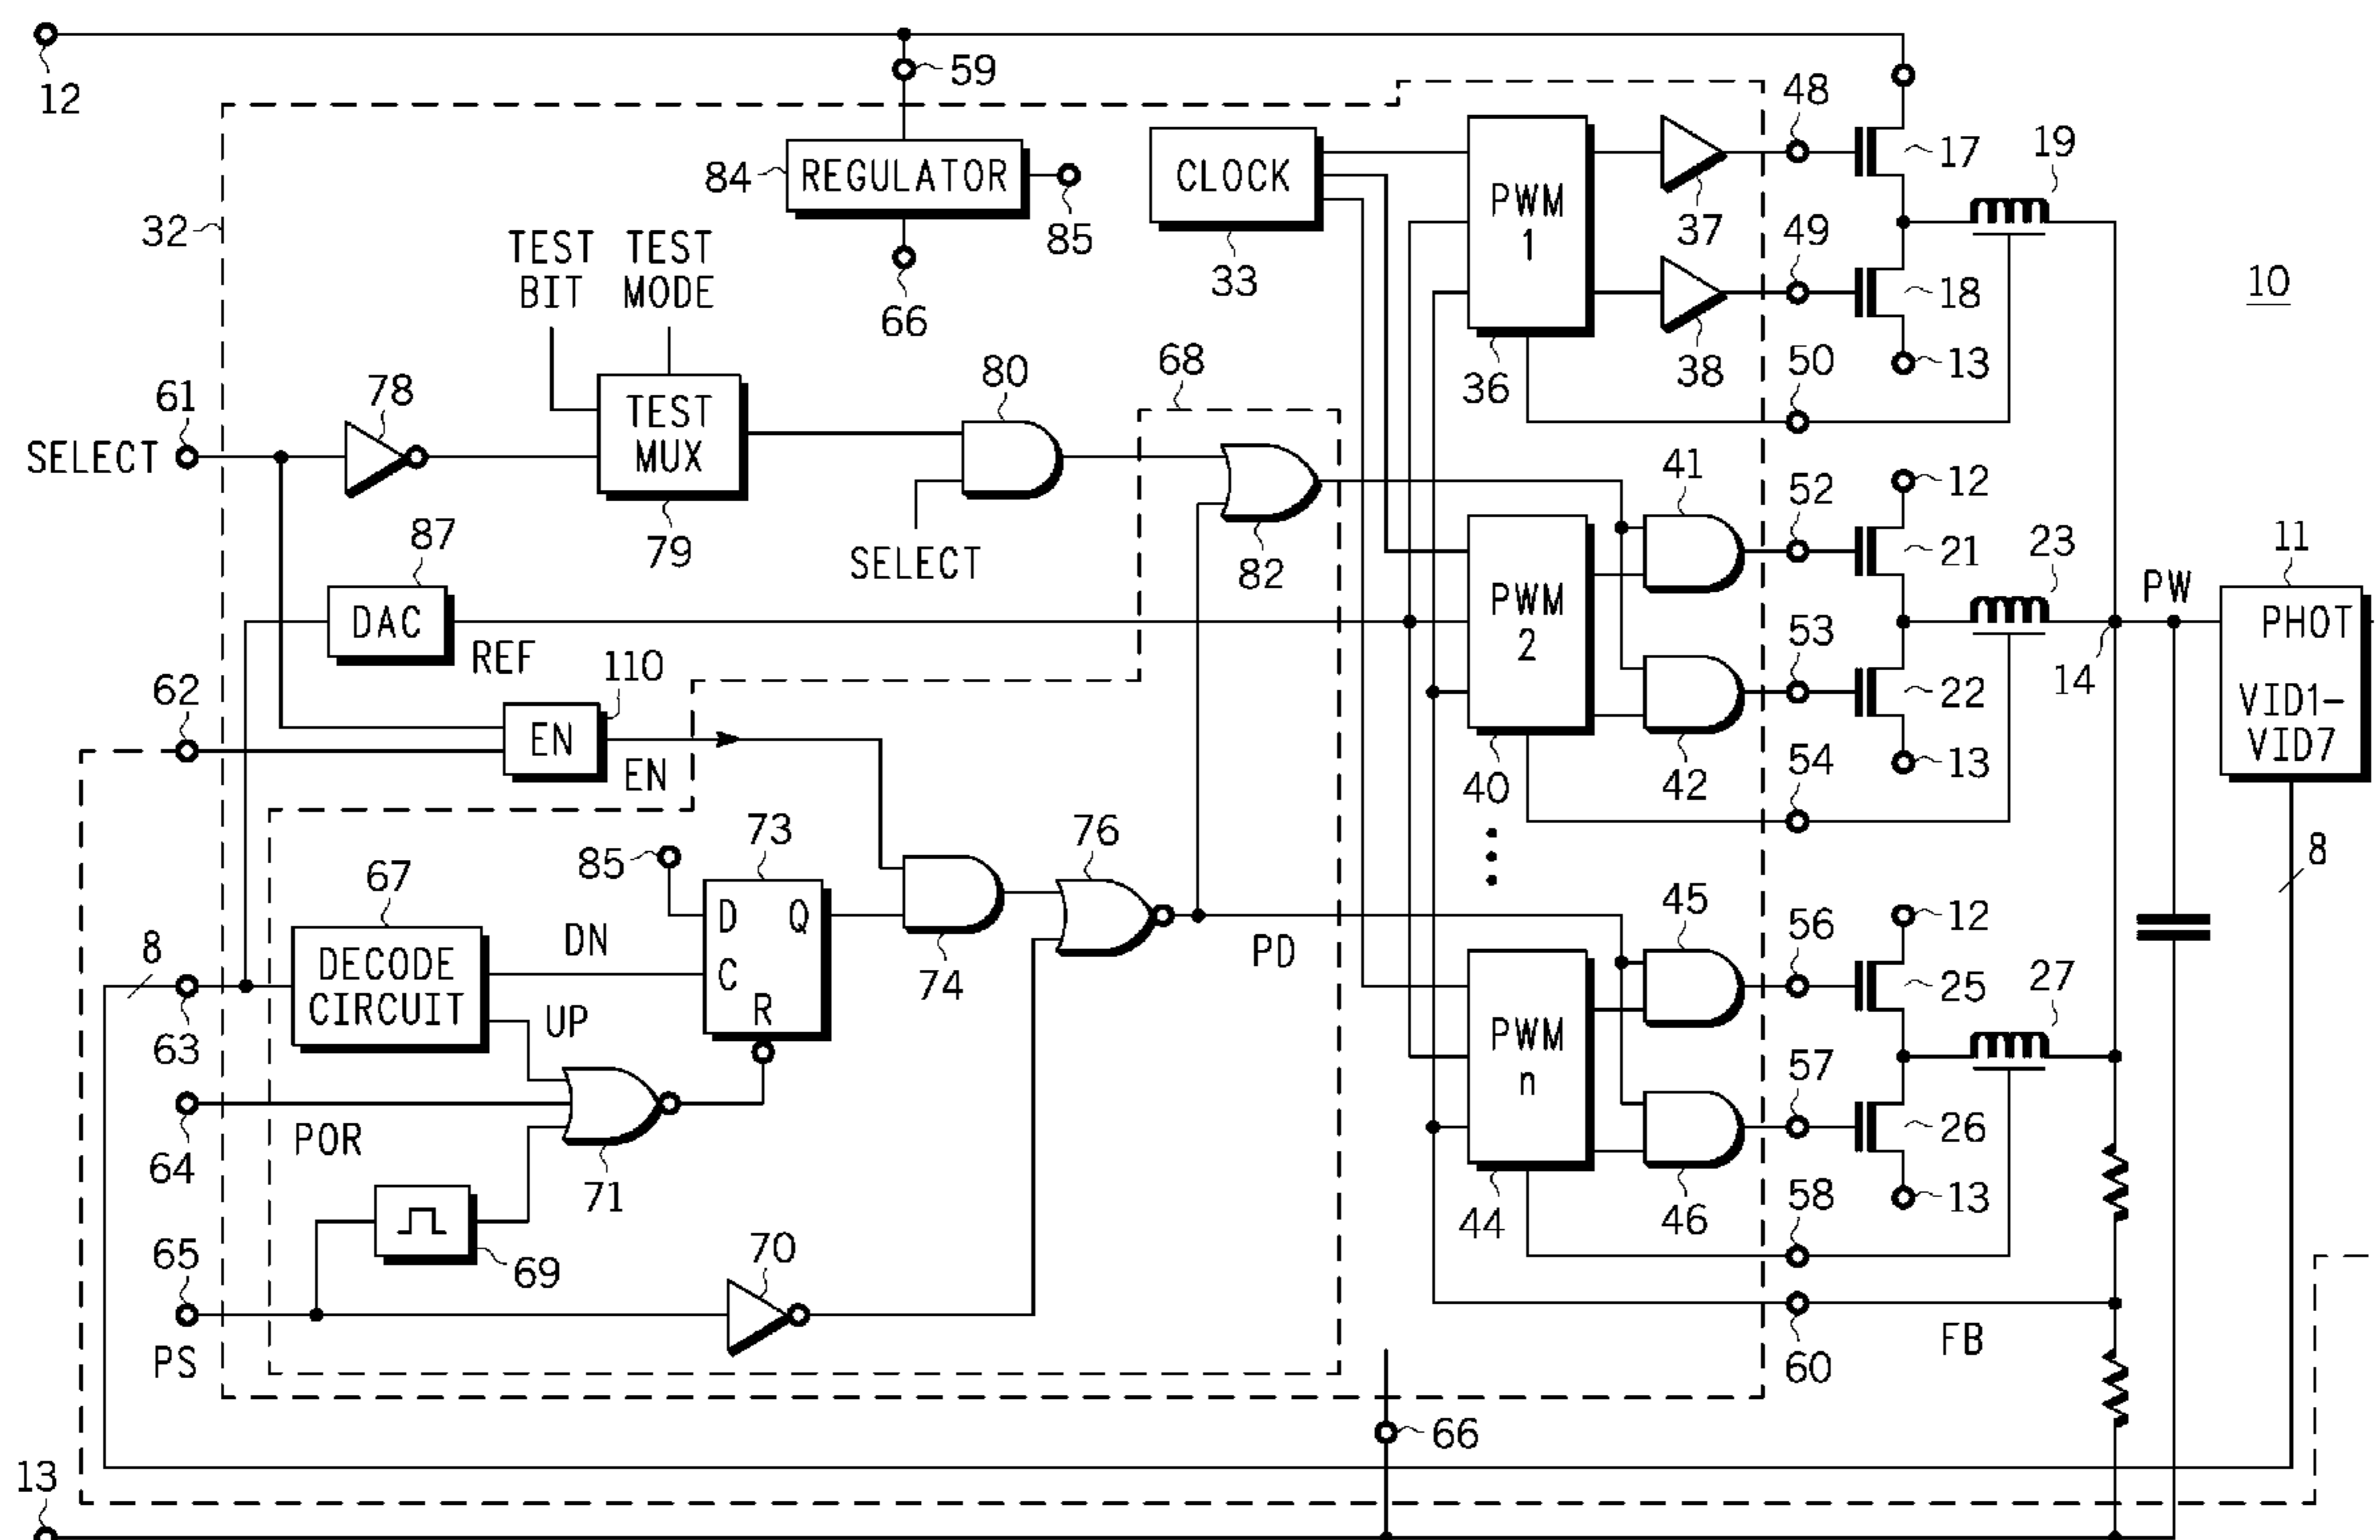 12
59
48
REGULATOR
84
85
CLOCK
33
PWM
1
37
17
19
32
TEST
BIT
TEST
MODE
66
49
38
18
10
36
50
13
61
SELECT
78
TEST
MUX
79
80
68
SELECT
82
41
52
12
21
23
11
PW
PHOT
VID1-
VID7
87
DAC
REF
PWM
2
53
22
14
62
110
EN
EN
40
42
54
13
8
67
85
73
D
Q
C
R
74
76
PD
45
56
12
25
27
8
DECODE
CIRCUIT
DN
UP
63
PWM
n
57
26
64
POR
71
44
46
58
13
65
PS
69
70
60
FB
66
13